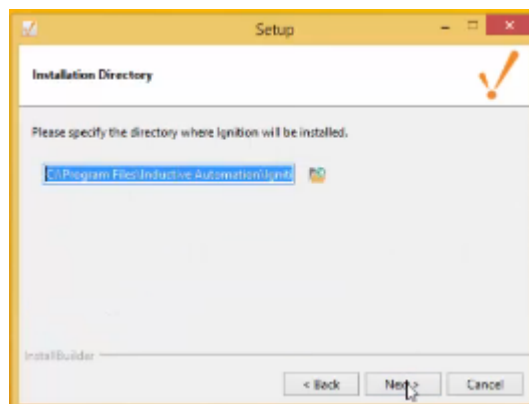 Setup
Installation Directory
Please specify the directory where Ignition will be installed.
C:\Program Files\Inductive Automation\Igniti
InstallBuilder
< Back
Next >
Cancel